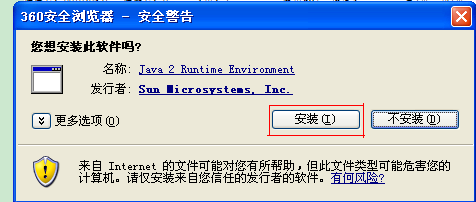 360安全浏览器 - 安全警告
您想安装此软件吗?
名称: Java 2 Runtime Environment
发行者: Sun Microsystems, Inc.
更多选项(O)
安装(I)
不安装(D)
来自 Internet 的文件可能对您有所帮助，但此文件类型可能危害您的
计算机。请仅安装来自您信任的发行者的软件。有何风险?